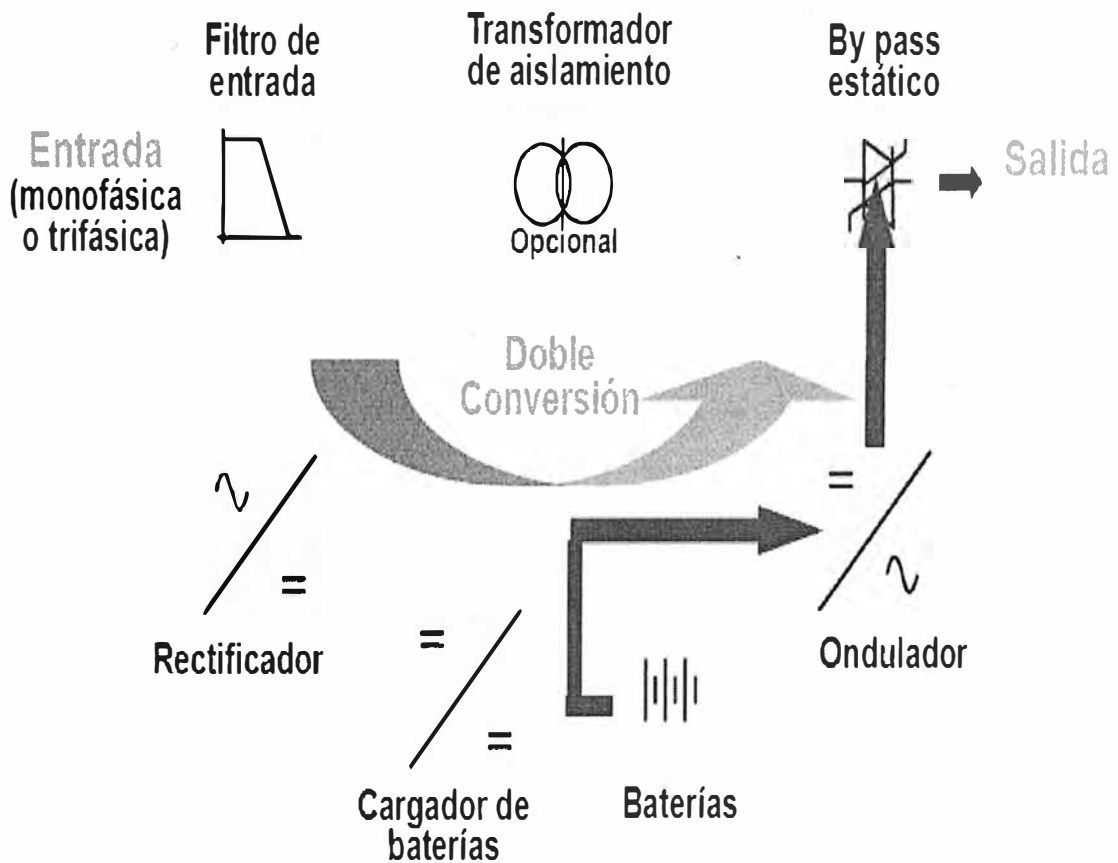 Filtro de
entrada
Transformador
de aislamiento
By pass
estático
Entrada
(monofásica
o trifásica)
Opcional
Salida
Doble
Conversión
Rectificador
Ondulador
Cargador de
baterías
Baterías